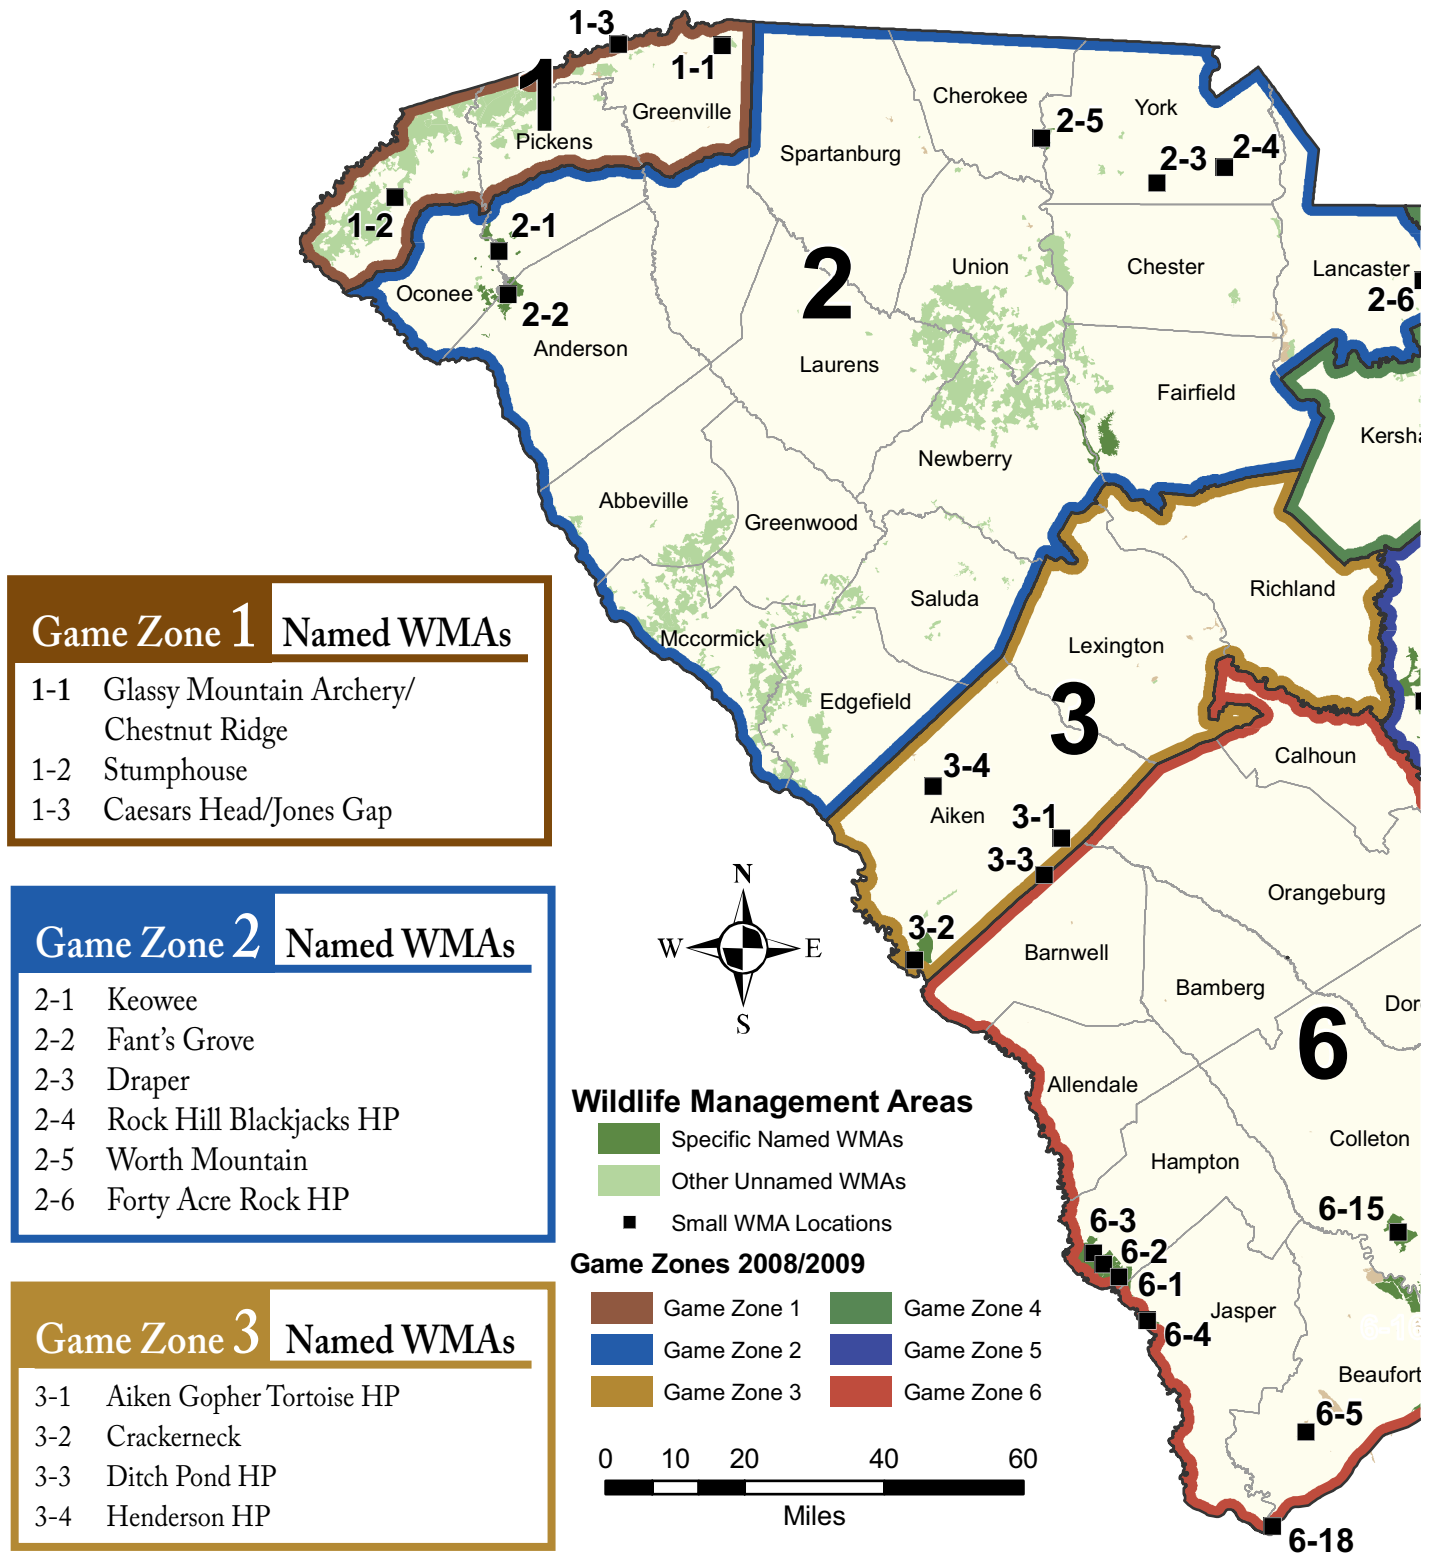 1-3
1-1
1
Greenville
Pickens
1-2
Cherokee
York
2-5
Spartanburg
2-3
2-4
2-1
Oconee
2-2
Anderson
2
Union
Chester
Lancaster
2-6
Laurens
Fairfield
Kersha
Newberry
Abbeville
Greenwood
Saluda
Richland
Mccormick
Lexington
Edgefield
3
Calhoun
3-4
Aiken
3-1
3-3
Orangeburg
3-2
Barnwell
Bamberg
Dor
6
Allendale
Colleton
Hampton
6-15
6-3
6-2
6-1
Jasper
6-4
Beaufort
6-5
6-18
Game Zone 1 Named WMAs
1-1 Glassy Mountain Archery/
Chestnut Ridge
1-2 Stumphouse
1-3 Caesars Head/Jones Gap
Game Zone 2 Named WMAs
2-1 Keowee
2-2 Fant's Grove
2-3 Draper
2-4 Rock Hill Blackjacks HP
2-5 Worth Mountain
2-6 Forty Acre Rock HP
Game Zone 3 Named WMAs
3-1 Aiken Gopher Tortoise HP
3-2 Crackerneck
3-3 Ditch Pond HP
3-4 Henderson HP
N
W E
S
Wildlife Management Areas
Specific Named WMAs
Other Unnamed WMAs
Small WMA Locations
Game Zones 2008/2009
Game Zone 1 Game Zone 4
Game Zone 2 Game Zone 5
Game Zone 3 Game Zone 6
0 10 20 40 60
Miles